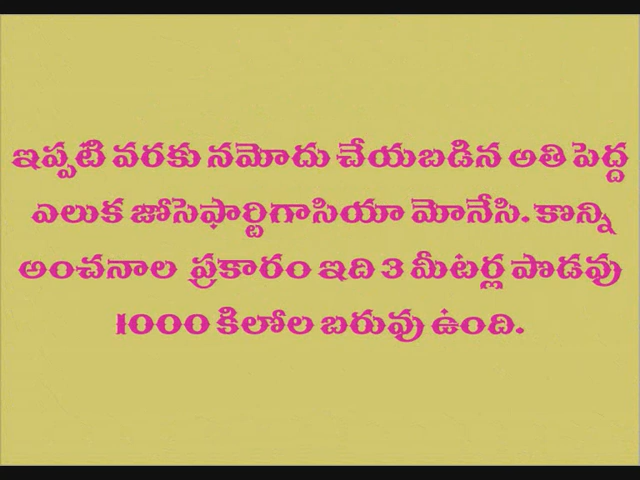 ఇప్పటి వరకు నమోదు చేయబడిన అతి పెద్ద
ఎలుక జోసెఫార్టిగాసియా మోనేసి. కొన్ని
అంచనాల ప్రకారం ఇది 3 మీటర్ల పొడవు
1000 కిలోల బరువు ఉంది.